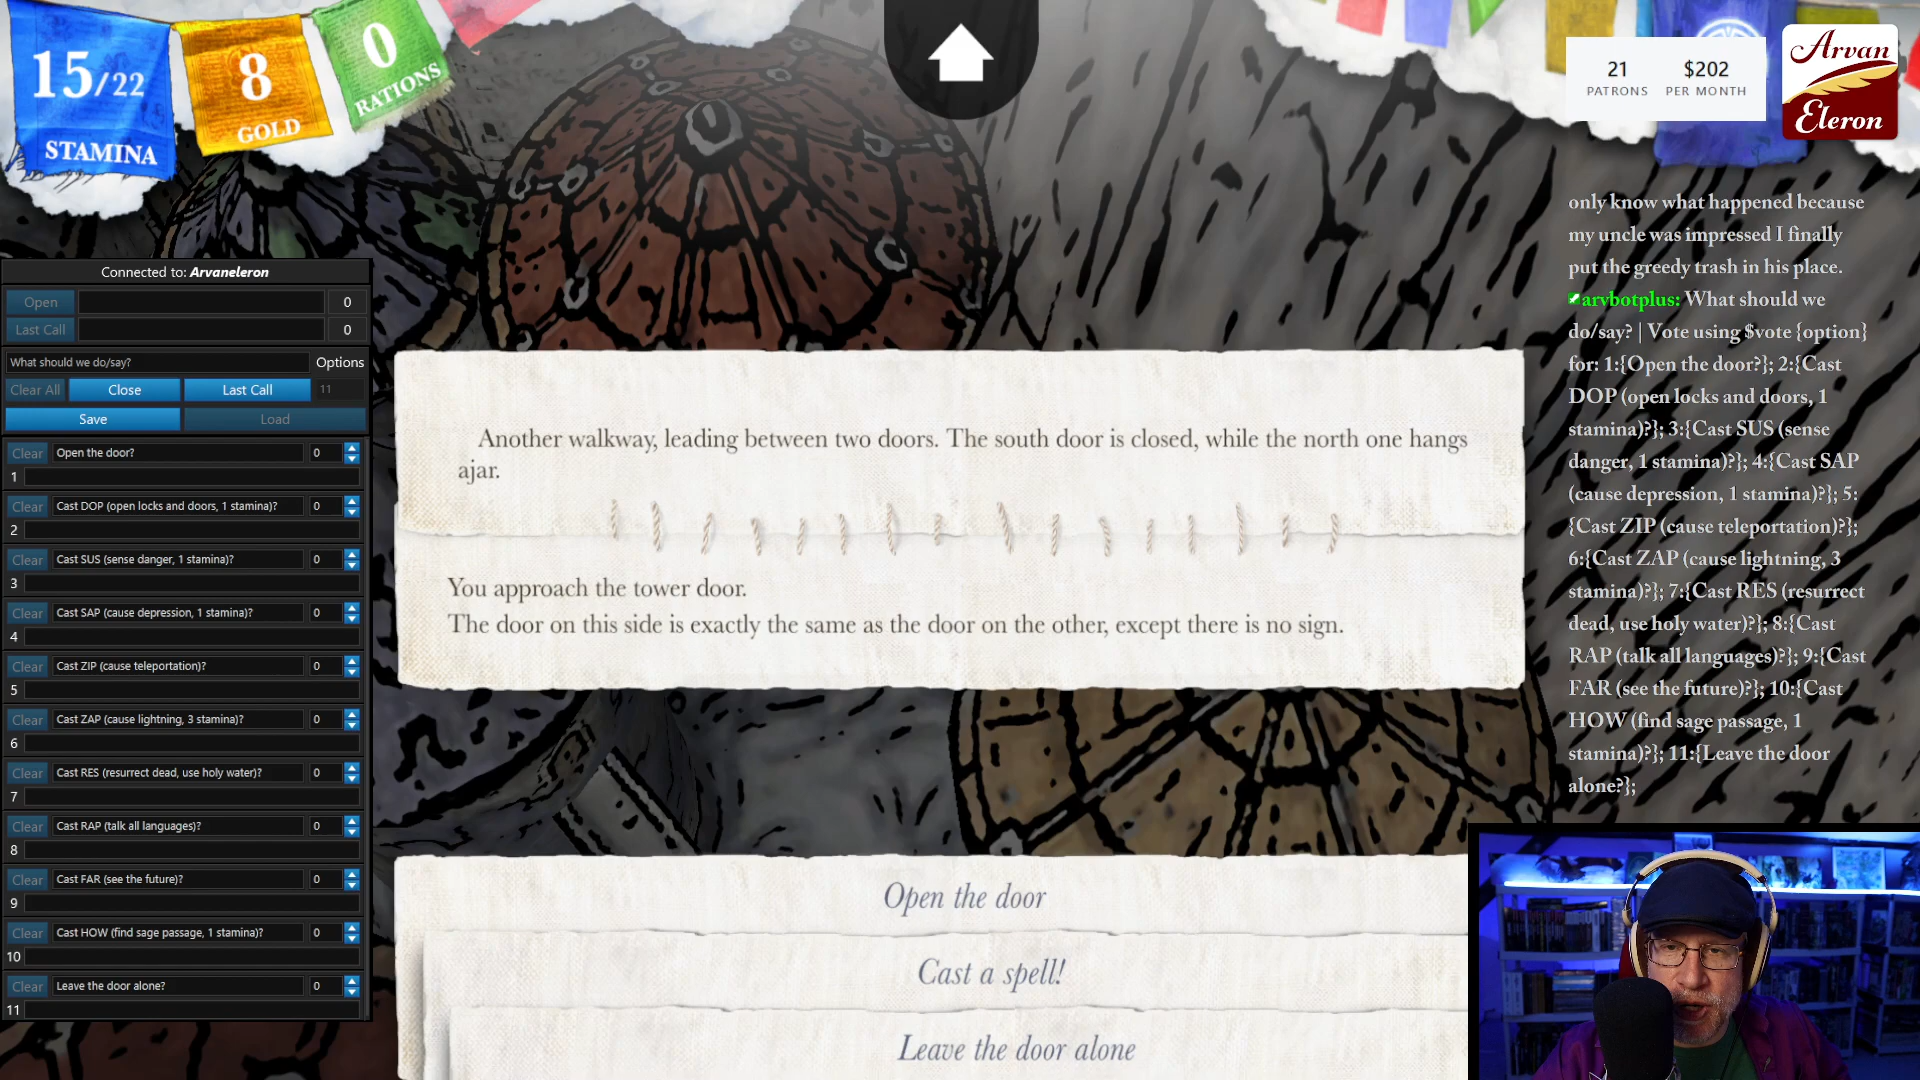 15/22
STAMINA
8
GOLD
0
RATIONS
21
PATRONS
$202
PER MONTH
Arvan
Eleron
Connected to: Arvaneleron
Open
0
Last Call
0
What should we do/say?
Options
Clear All
Close
Last Call
11
Save
Load
Clear
Open the door?
0
1
Clear
Cast DOP (open locks and doors, 1 stamina)?
0
2
Clear
Cast SUS (sense danger, 1 stamina)?
0
3
Clear
Cast SAP (cause depression, 1 stamina)?
0
4
Clear
Cast ZIP (cause teleportation)?
0
5
Clear
Cast ZAP (cause lightning, 3 stamina)?
0
6
Clear
Cast RES (resurrect dead, use holy water)?
0
7
Clear
Cast RAP (talk all languages)?
0
8
Clear
Cast FAR (see the future)?
0
9
Clear
Cast HOW (find sage passage, 1 stamina)?
0
10
Clear
Leave the door alone?
0
11
Another walkway, leading between two doors. The south door is closed, while the north one hangs
ajar.
You approach the tower door.
The door on this side is exactly the same as the door on the other, except there is no sign.
Open the door
Cast a spell!
Leave the door alone
only know what happened because
my uncle was impressed I finally
put the greedy trash in his place.
arvbotplus: What should we
do/say? | Vote using $vote {option}
for: 1:{Open the door?}; 2:{Cast
DOP (open locks and doors, 1
stamina)?}; 3:{Cast SUS (sense
danger, 1 stamina)?}; 4:{Cast SAP
(cause depression, 1 stamina)?}; 5:
{Cast ZIP (cause teleportation)?};
6:{Cast ZAP (cause lightning, 3
stamina)?}; 7:{Cast RES (resurrect
dead, use holy water)?}; 8:{Cast
RAP (talk all languages)?}; 9:{Cast
FAR (see the future)?}; 10:{Cast
HOW (find sage passage, 1
stamina)?}; 11:{Leave the door
alone?};